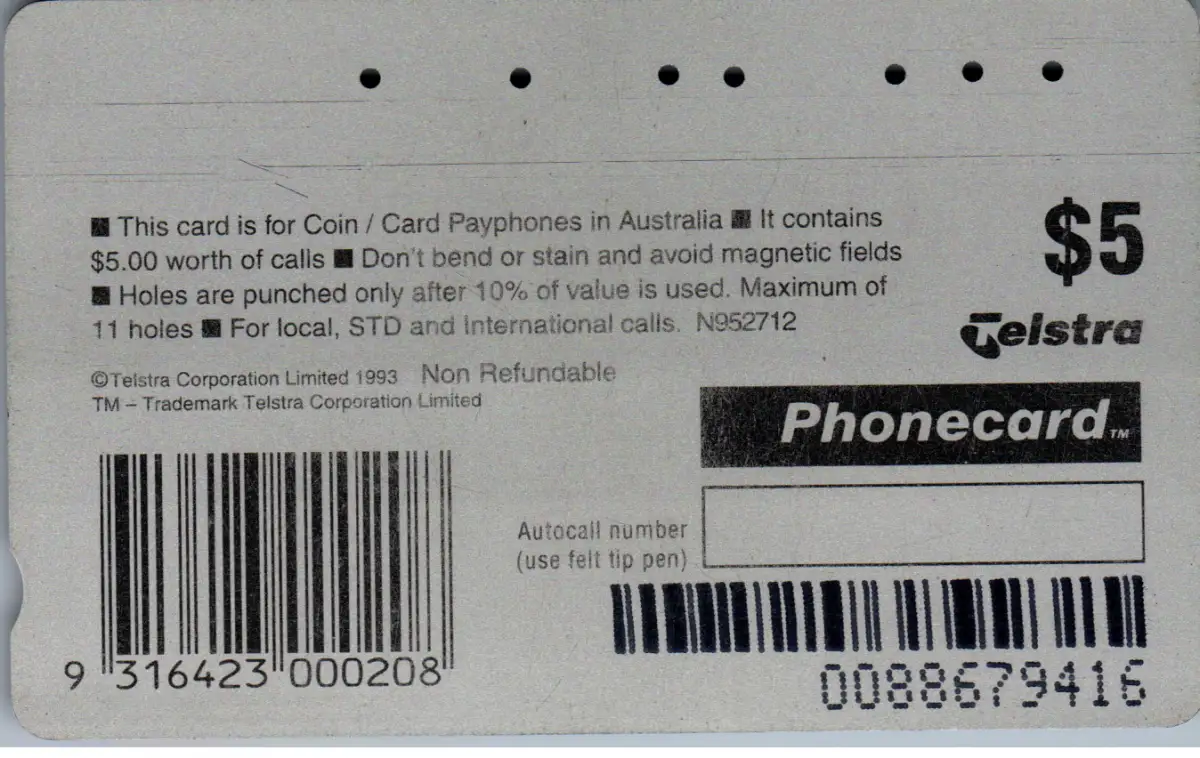 ■ This card is for Coin / Card Payphones in Australia ■ It contains
$5.00 worth of calls ■ Don't bend or stain and avoid magnetic fields
■ Holes are punched only after 10% of value is used. Maximum of
11 holes ■ For local, STD and International calls. N952712
©Telstra Corporation Limited 1993 Non Refundable
TM – Trademark Telstra Corporation Limited
$5
Telstra
Phonecard™
Autocall number
(use felt tip pen)
9 316423 000208
0088679416